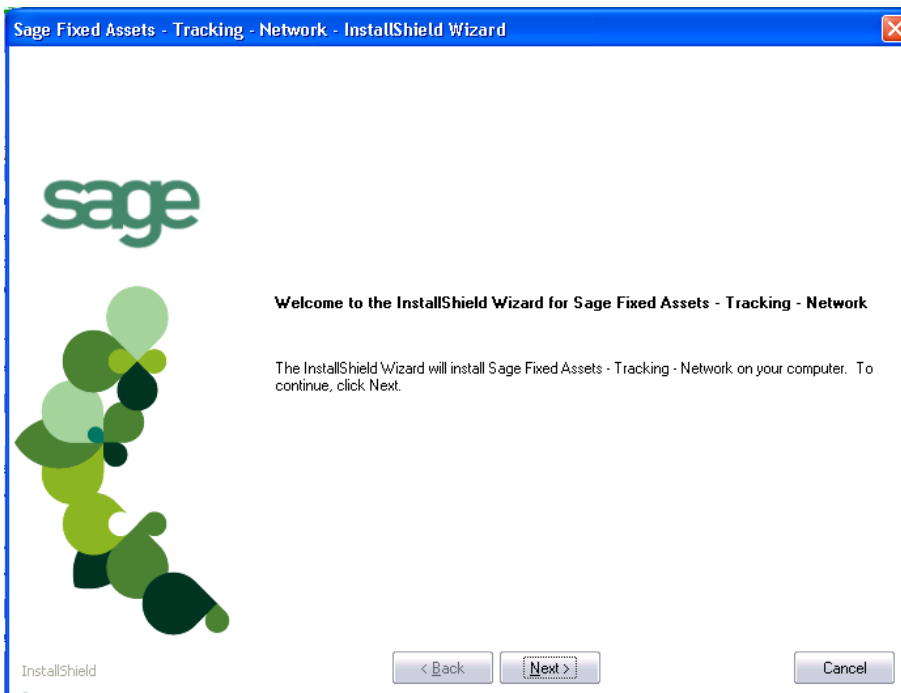 Sage Fixed Assets - Tracking - Network - InstallShield Wizard
sage
Welcome to the InstallShield Wizard for Sage Fixed Assets - Tracking - Network
The InstallShield Wizard will install Sage Fixed Assets - Tracking - Network on your computer. To
continue, click Next.
InstallShield
< Back
Next >
Cancel